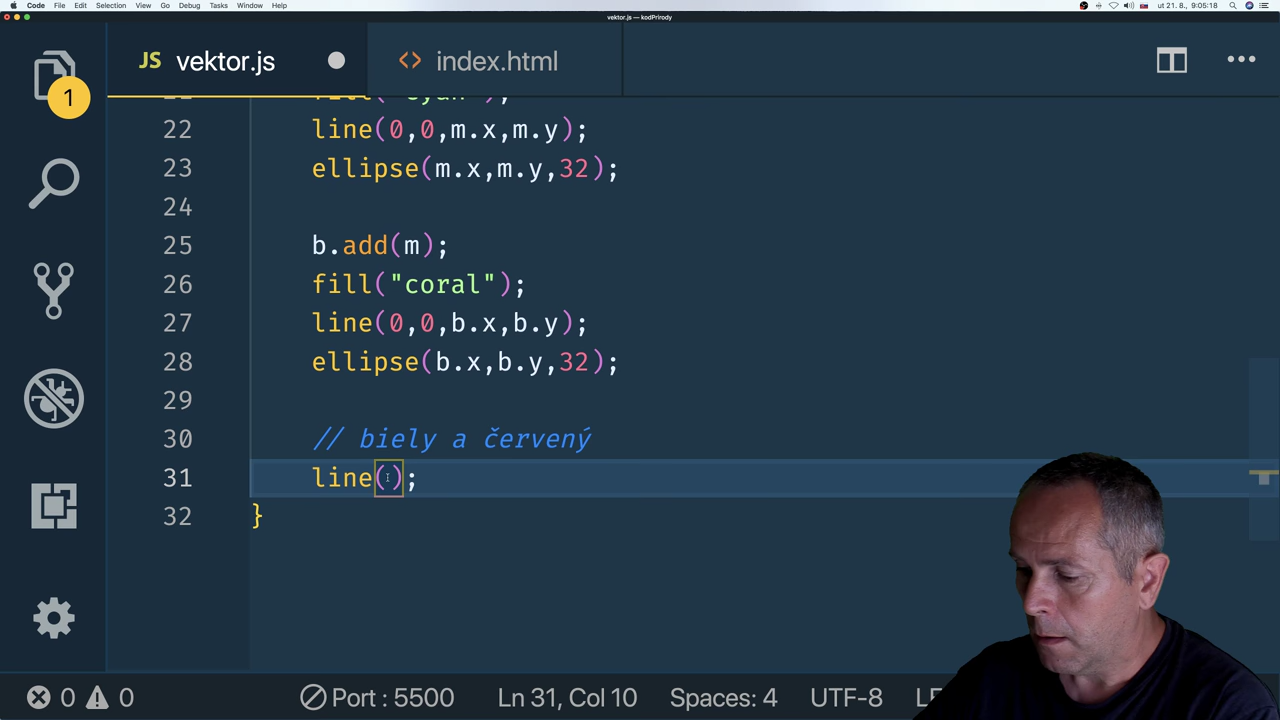 Code File Edit Selection View Go Debug Tasks Window Help ut 21. 8., 9:05:18
vektor.js — kodPrirody
JS vektor.js
<> index.html
1
22 line(0,0,m.x,m.y);
23 ellipse(m.x,m.y,32);
24
25 b.add(m);
26 fill("coral");
27 line(0,0,b.x,b.y);
28 ellipse(b.x,b.y,32);
29
30 // biely a červený
31 line();
32 }
0 0 Port : 5500 Ln 31, Col 10 Spaces: 4 UTF-8